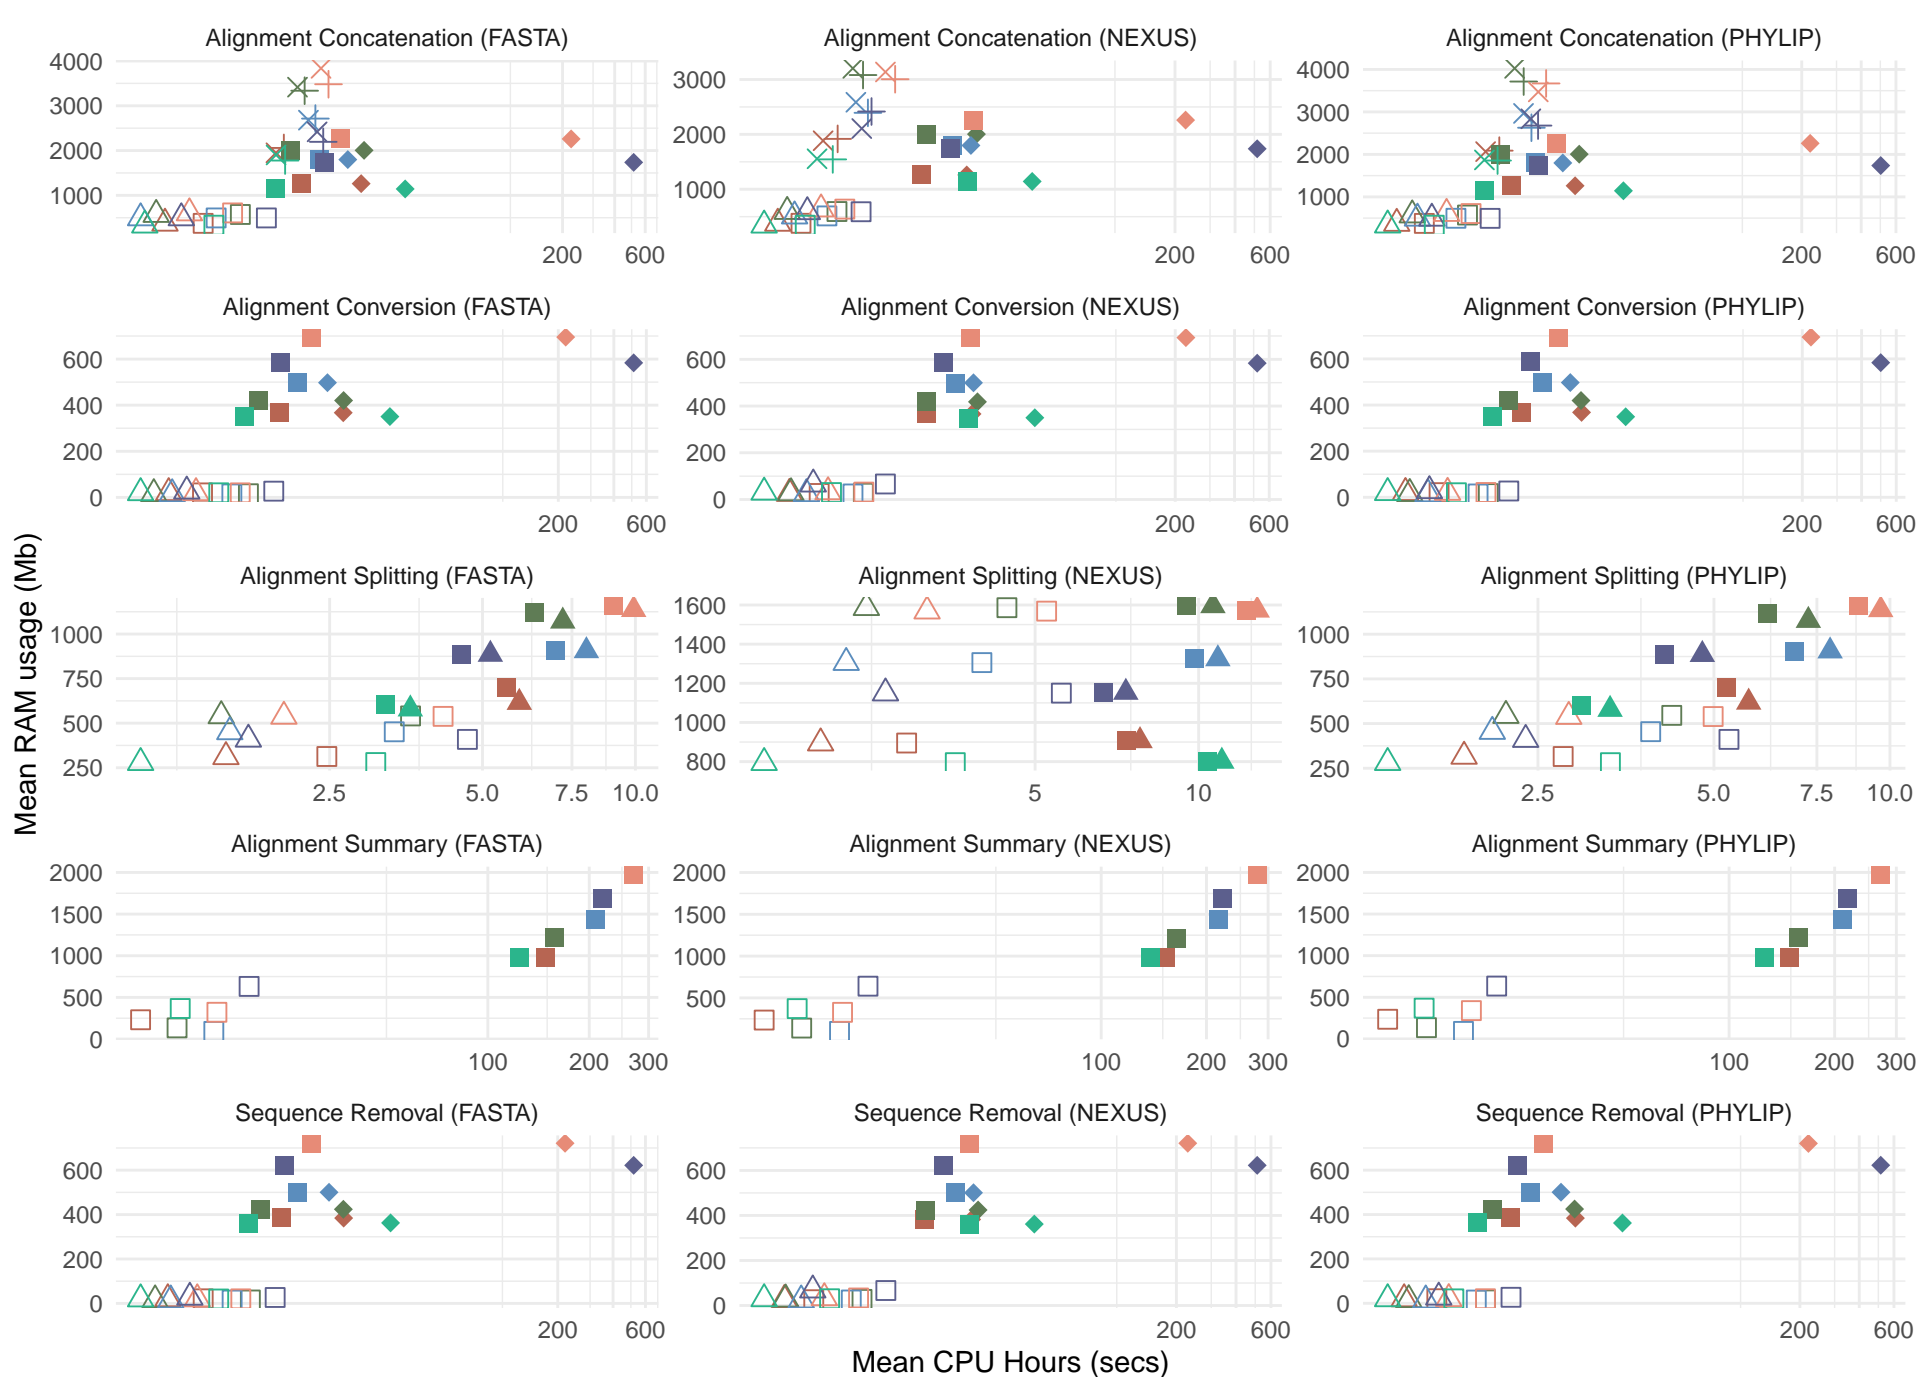 Alignment Concatenation (FASTA) Alignment Concatenation (NEXUS) Alignment Concatenation (PHYLIP)
4000 3000 2000 1000
3000 2000 1000
4000 3000 2000 1000
200 600 200 600 200 600
Alignment Conversion (FASTA) Alignment Conversion (NEXUS) Alignment Conversion (PHYLIP)
600 400 200 0
600 400 200 0
600 400 200 0
200 600 200 600 200 600
Mean RAM usage (Mb)
Alignment Splitting (FASTA) Alignment Splitting (NEXUS) Alignment Splitting (PHYLIP)
1000 750 500 250
1600 1400 1200 1000 800
1000 750 500 250
2.5 5.0 7.5 10.0 5 10 2.5 5.0 7.5 10.0
Alignment Summary (FASTA) Alignment Summary (NEXUS) Alignment Summary (PHYLIP)
2000 1500 1000 500 0
2000 1500 1000 500
2000 1500 1000 500 0
100 200 300 100 200 300 100 200 300
Sequence Removal (FASTA) Sequence Removal (NEXUS) Sequence Removal (PHYLIP)
600 400 200 0
600 400 200 0
600 400 200 0
200 600 200 600 200 600
Mean CPU Hours (secs)